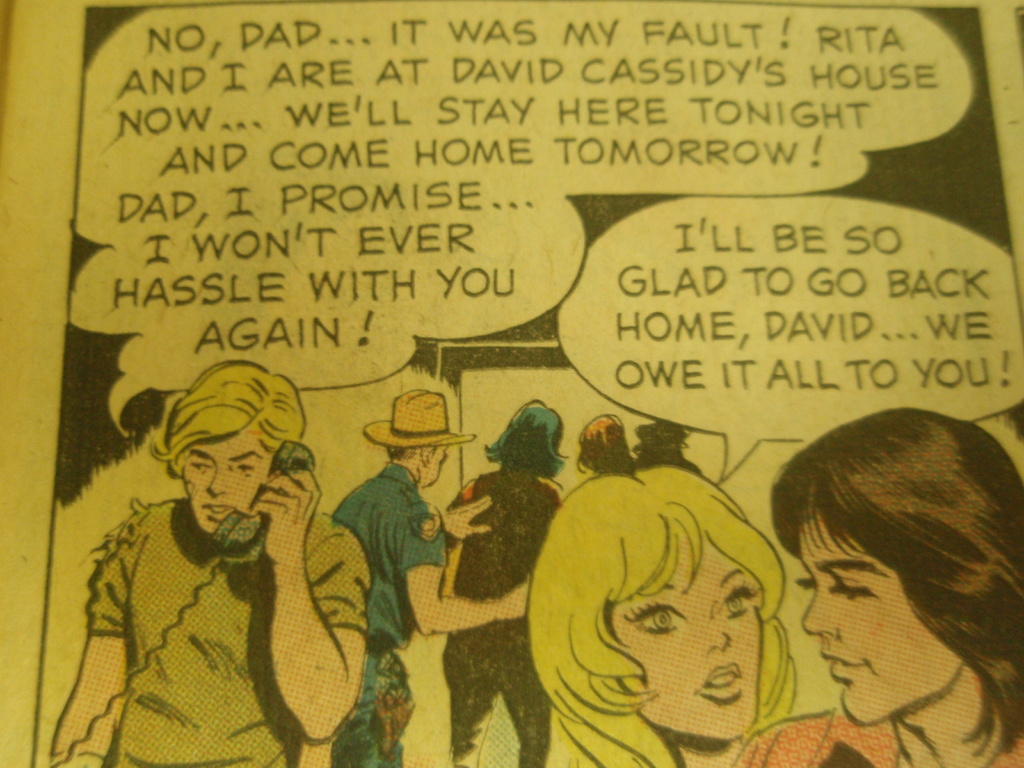 NO, DAD... IT WAS MY FAULT! RITA
AND I ARE AT DAVID CASSIDY'S HOUSE
NOW... WE'LL STAY HERE TONIGHT
AND COME HOME TOMORROW!
DAD, I PROMISE...
I WON'T EVER
HASSLE WITH YOU
AGAIN!
I'LL BE SO
GLAD TO GO BACK
HOME, DAVID... WE
OWE IT ALL TO YOU!